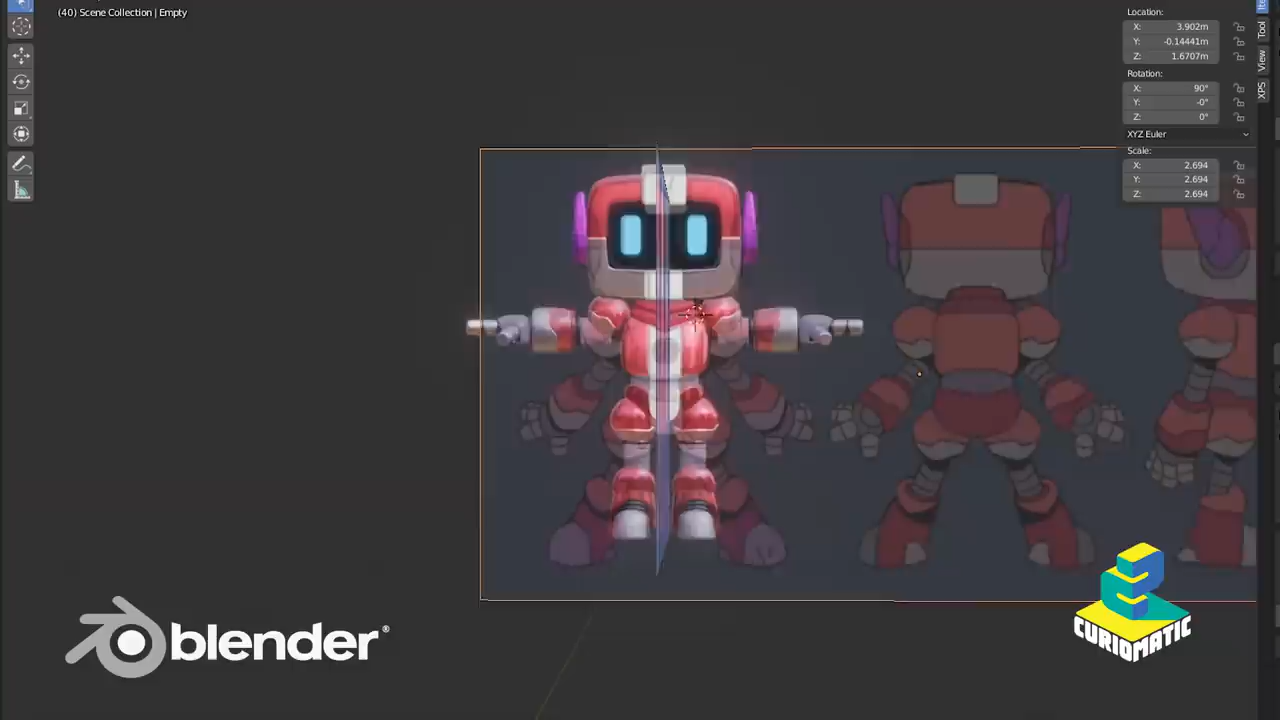 (40) Scene Collection | Empty
Location:
X: 3.902m
Y: -0.14441m
Z: 1.6707m
Rotation:
X: 90°
Y: -0°
Z: 0°
XYZ Euler
Scale:
X: 2.694
Y: 2.694
Z: 2.694
Tool
View
XPS
blender®
CURIOMATIC